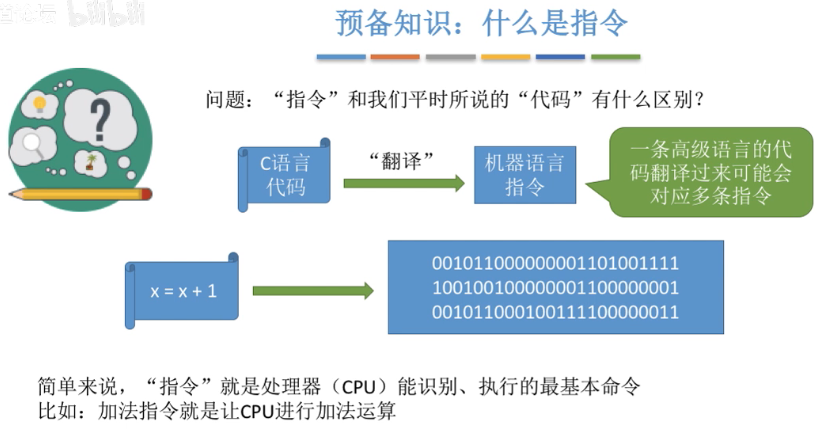 bilibili
预备知识：什么是指令
问题：“指令”和我们平时所说的“代码”有什么区别？
C语言
代码
“翻译”
机器语言
指令
一条高级语言的代
码翻译过来可能会
对应多条指令
x = x + 1
001011000000001101001111
100100100000001100000001
001011000100111100000011
简单来说，“指令”就是处理器（CPU）能识别、执行的最基本命令
比如：加法指令就是让CPU进行加法运算